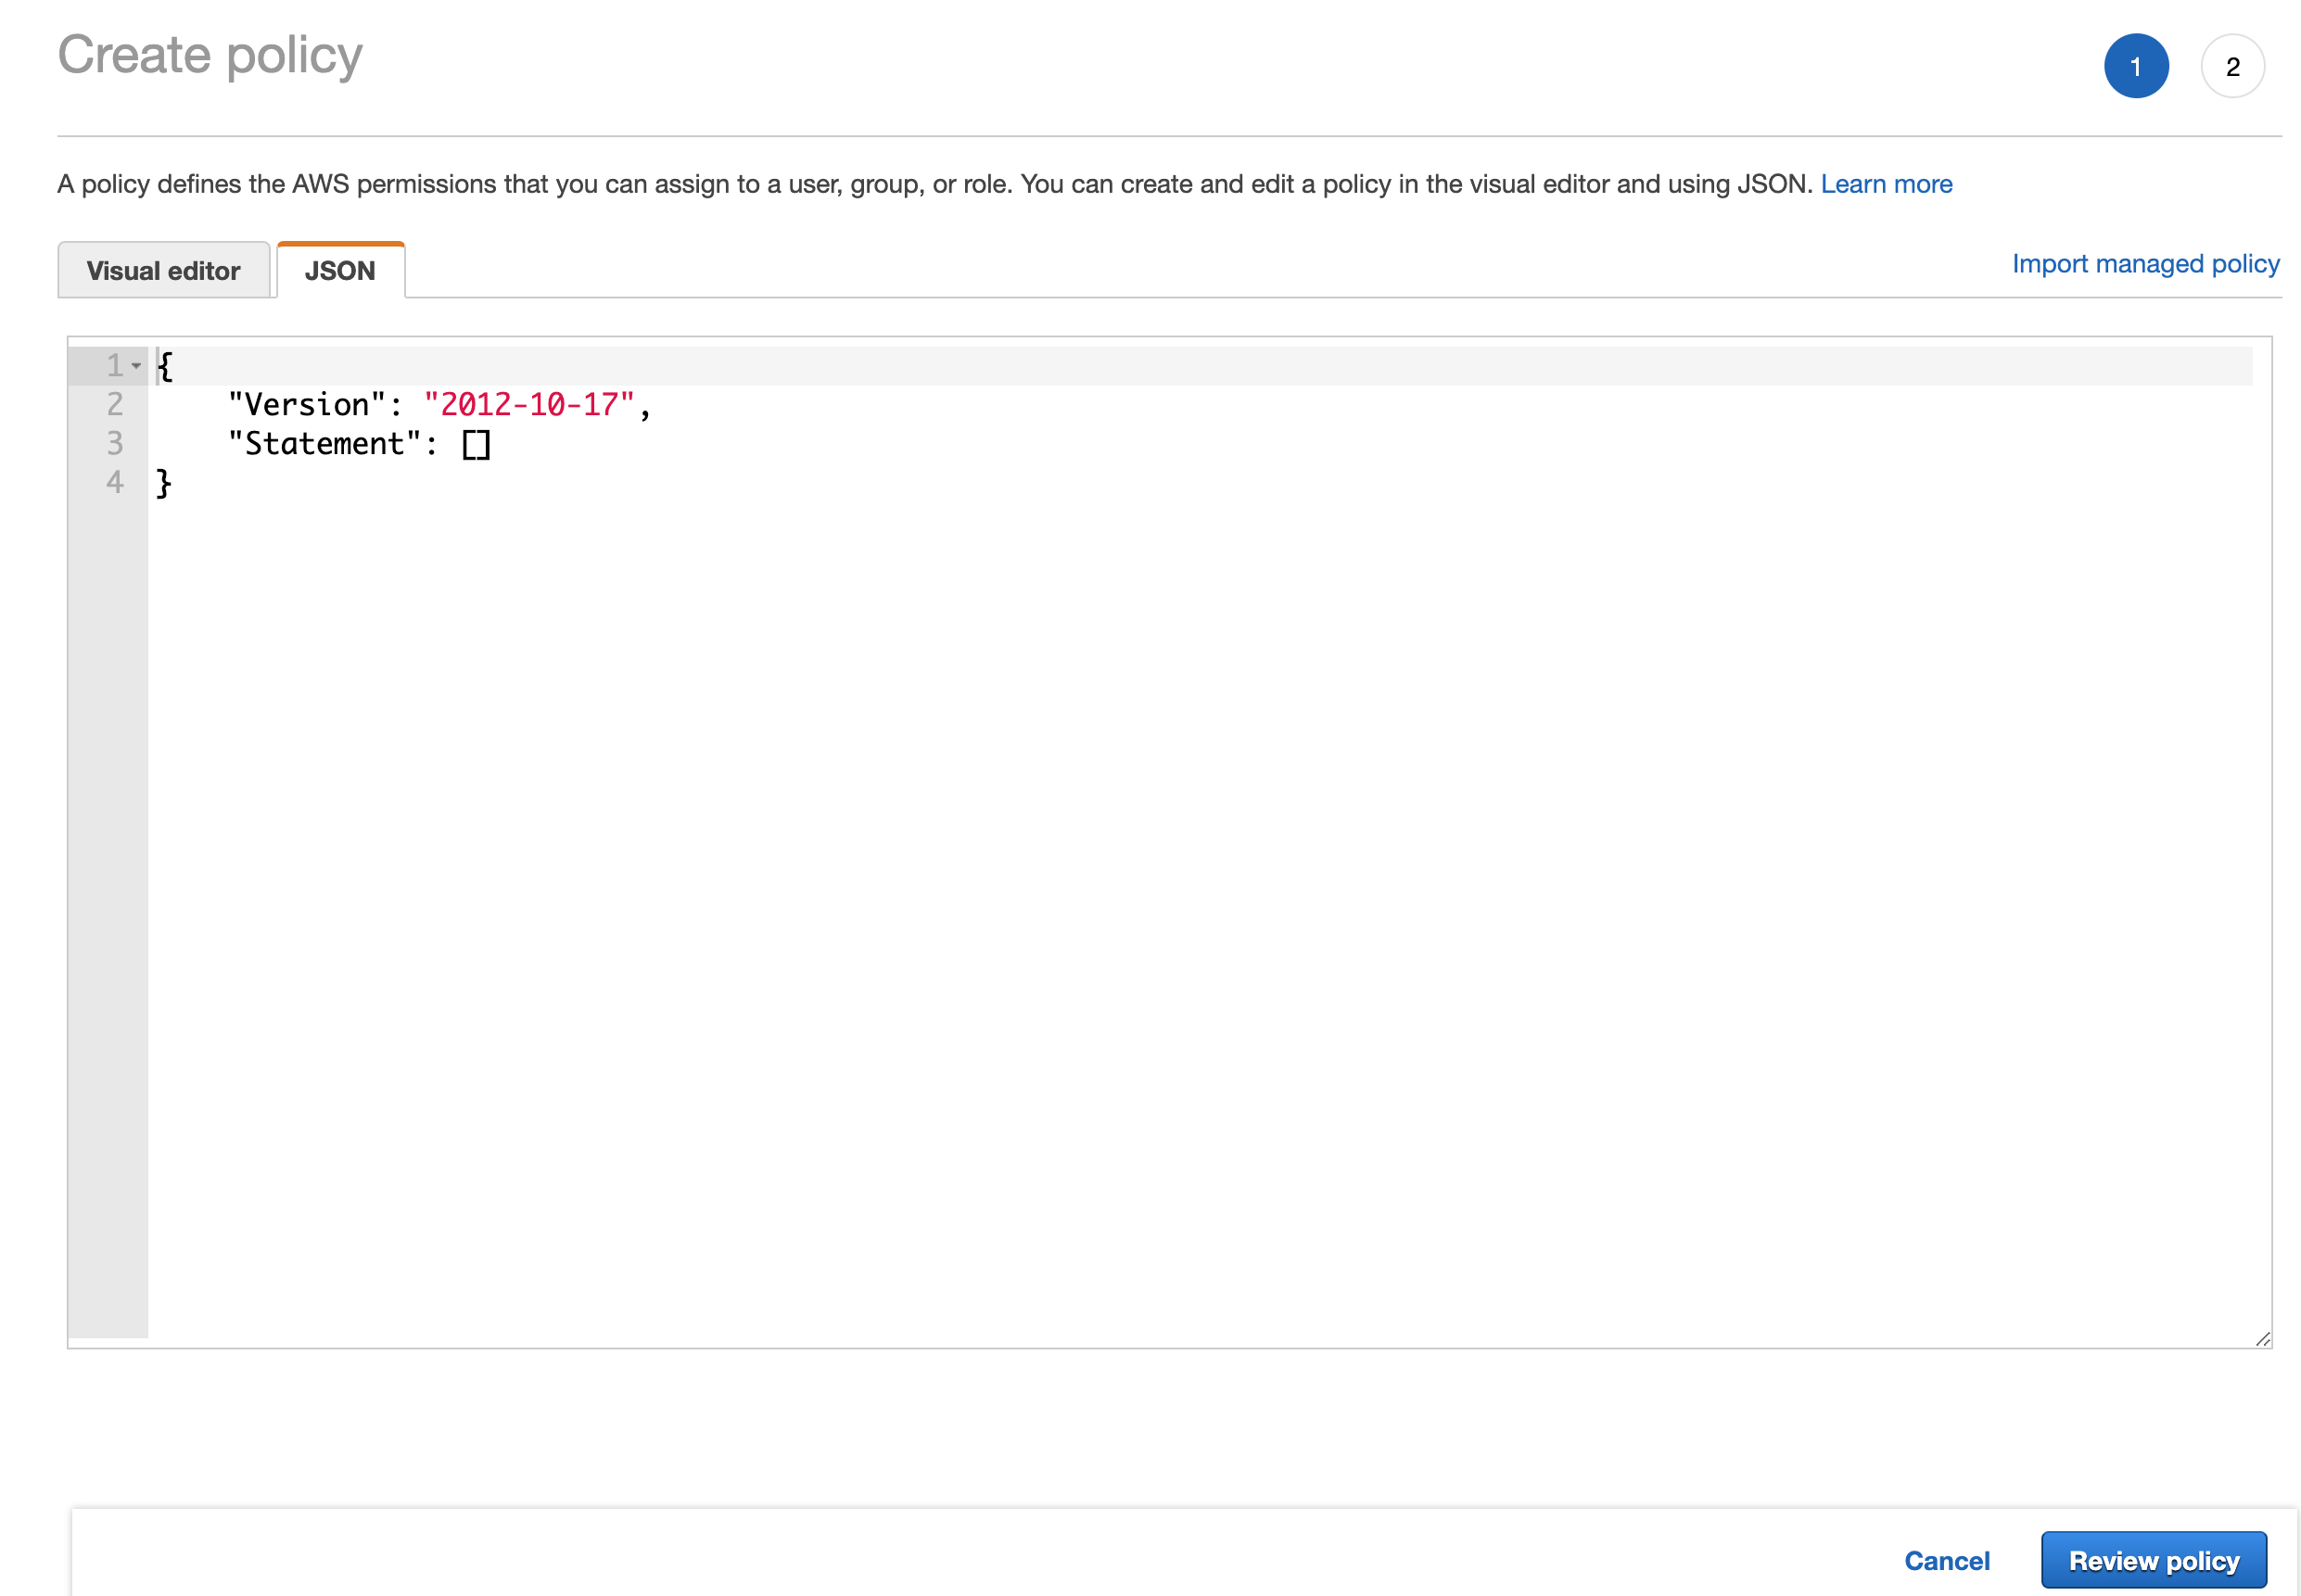 Create policy
1 2
A policy defines the AWS permissions that you can assign to a user, group, or role. You can create and edit a policy in the visual editor and using JSON. Learn more
Visual editor JSON Import managed policy
1 {
2     "Version": "2012-10-17",
3     "Statement": []
4 }
Cancel Review policy